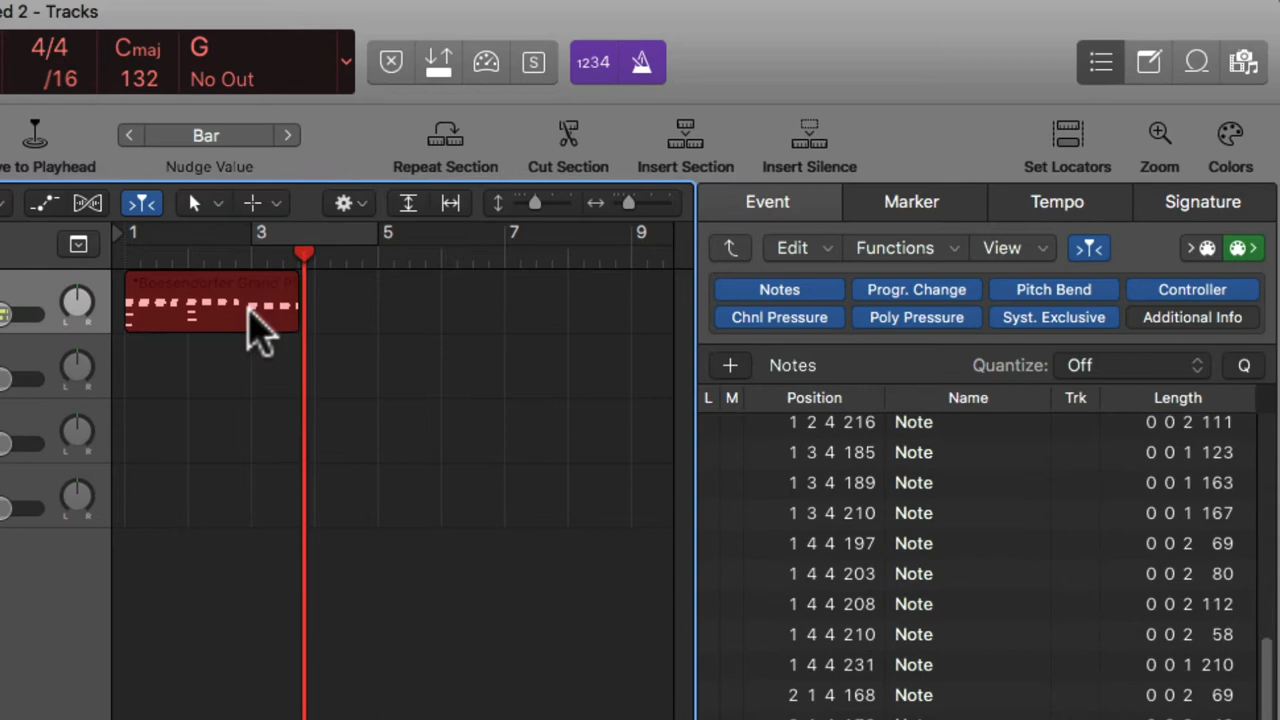 ed 2 - Tracks
4/4 Cmaj G
/16 132 No Out
S 1234
Bar
ve to Playhead Nudge Value Repeat Section Cut Section Insert Section Insert Silence Set Locators Zoom Colors
Event Marker Tempo Signature
1 3 5 7 9
Edit Functions View
*Boesendorfer Grand P
Notes Progr. Change Pitch Bend Controller
L R
Chnl Pressure Poly Pressure Syst. Exclusive Additional Info
Notes Quantize: Off Q
L R
L M Position Name Trk Length
1 2 4 216 Note 0 0 2 111
L R
1 3 4 185 Note 0 0 1 123
1 3 4 189 Note 0 0 1 163
1 3 4 210 Note 0 0 1 167
L R
1 4 4 197 Note 0 0 2 69
1 4 4 203 Note 0 0 2 80
1 4 4 208 Note 0 0 2 112
1 4 4 210 Note 0 0 2 58
1 4 4 231 Note 0 0 1 210
2 1 4 168 Note 0 0 2 69